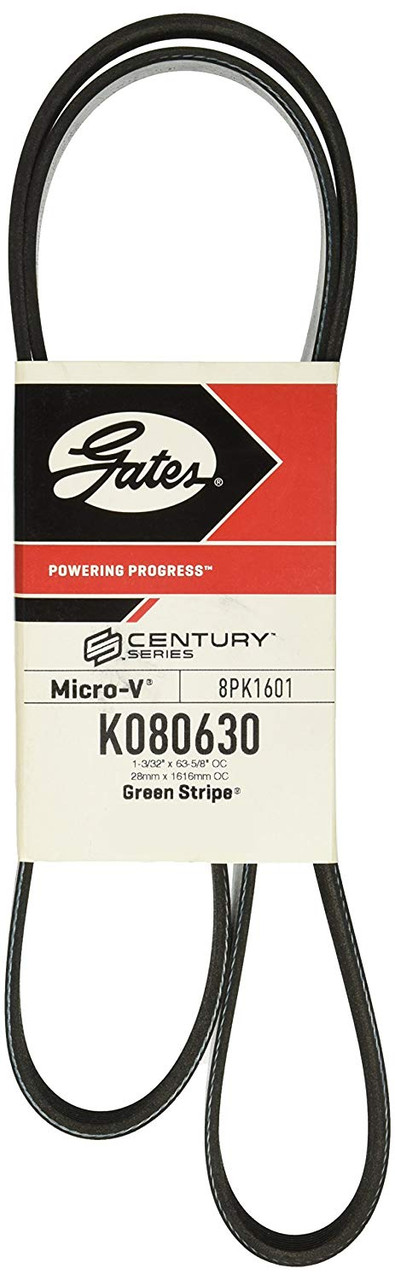 Gates®
POWERING PROGRESS™
CENTURY™
™SERIES
Micro-V® 8PK1601
K080630
1-3/32" x 63-5/8" OC
28mm x 1616mm OC
Green Stripe®